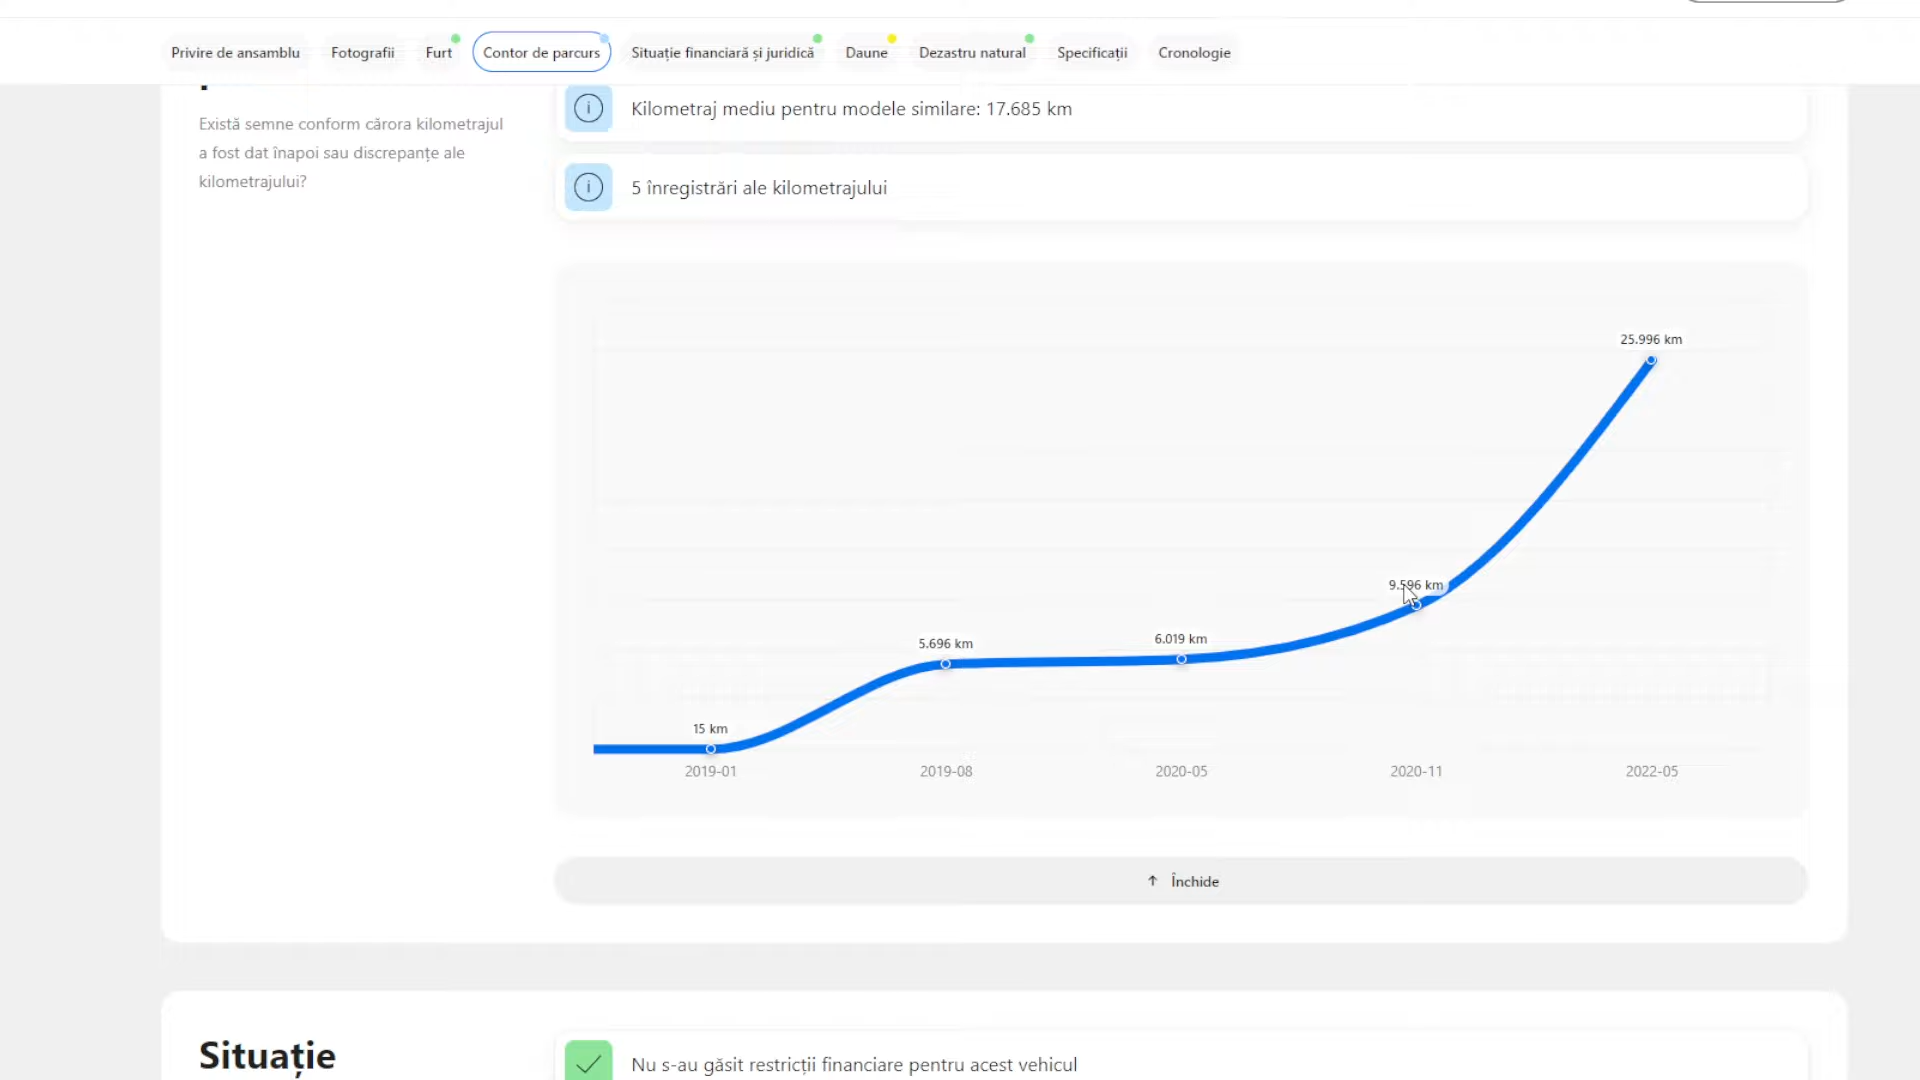 Privire de ansamblu
Fotografii
Furt
Contor de parcurs
Situație financiară și juridică
Daune
Dezastru natural
Specificații
Cronologie
Există semne conform cărora kilometrajul
a fost dat înapoi sau discrepanțe ale
kilometrajului?
Kilometraj mediu pentru modele similare: 17.685 km
5 înregistrări ale kilometrajului
25.996 km
9.596 km
5.696 km
6.019 km
15 km
2019-01
2019-08
2020-05
2020-11
2022-05
Închide
Situație
Nu s-au găsit restricții financiare pentru acest vehicul